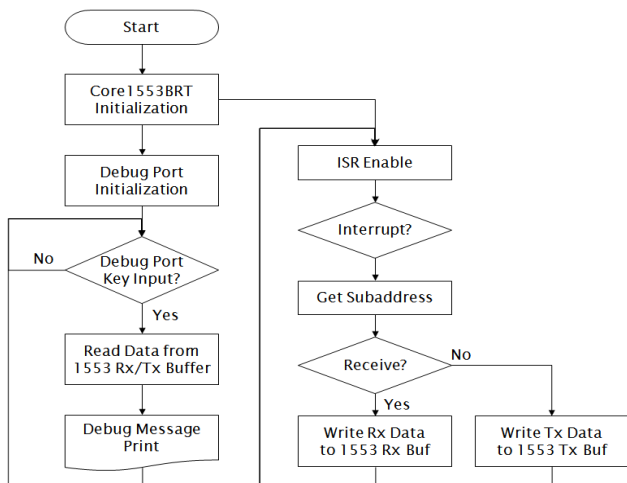 Start
Core1553BRT
Initialization
Debug Port
Initialization
No
Debug Port
Key Input?
Yes
Read Data from
1553 Rx/Tx Buffer
Debug Message
Print
ISR Enable
Interrupt?
Get Subaddress
Receive?
No
Yes
Write Rx Data
to 1553 Rx Buf
Write Tx Data
to 1553 Tx Buf